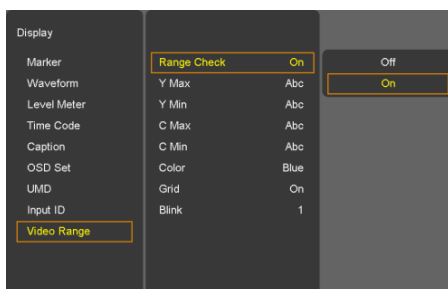 Display
Marker
Waveform
Level Meter
Time Code
Caption
OSD Set
UMD
Input ID
Video Range
Range Check On
Y Max Abc
Y Min Abc
C Max Abc
C Min Abc
Color Blue
Grid On
Blink 1
Off
On